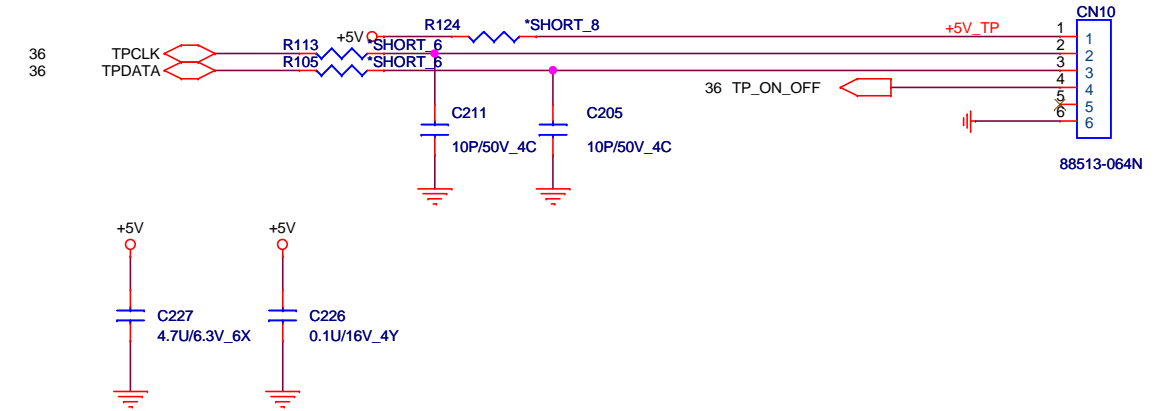 CN10
R124 *SHORT_8
+5V
+5V_TP
1 1
36 TPCLK R113 *SHORT_6 2 2
36 TPDATA R105 *SHORT_6 3 3
36 TP_ON_OFF 4 4
5 5
6 6
C211
10P/50V_4C
C205
10P/50V_4C
88513-064N
+5V
+5V
C227
4.7U/6.3V_6X
C226
0.1U/16V_4Y